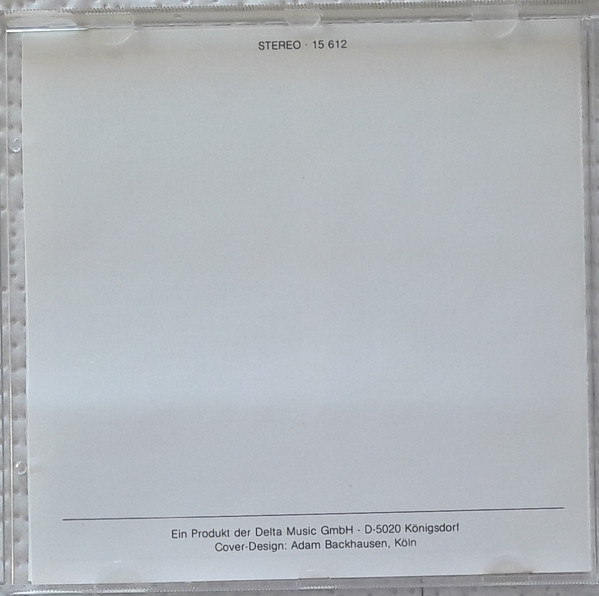 STEREO · 15 612
Ein Produkt der Delta Music GmbH - D-5020 Königsdorf
Cover-Design: Adam Backhausen, Köln